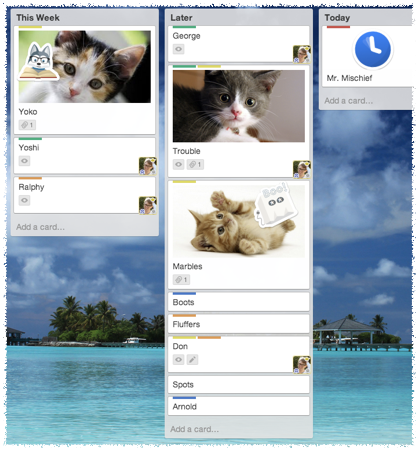 This Week
Yoko
1
Yoshi
Ralphy
Add a card...
Later
George
Trouble
1
BOO!
Marbles
1
Boots
Fluffers
Don
Spots
Arnold
Add a card...
Today
Mr. Mischief
Add a card...